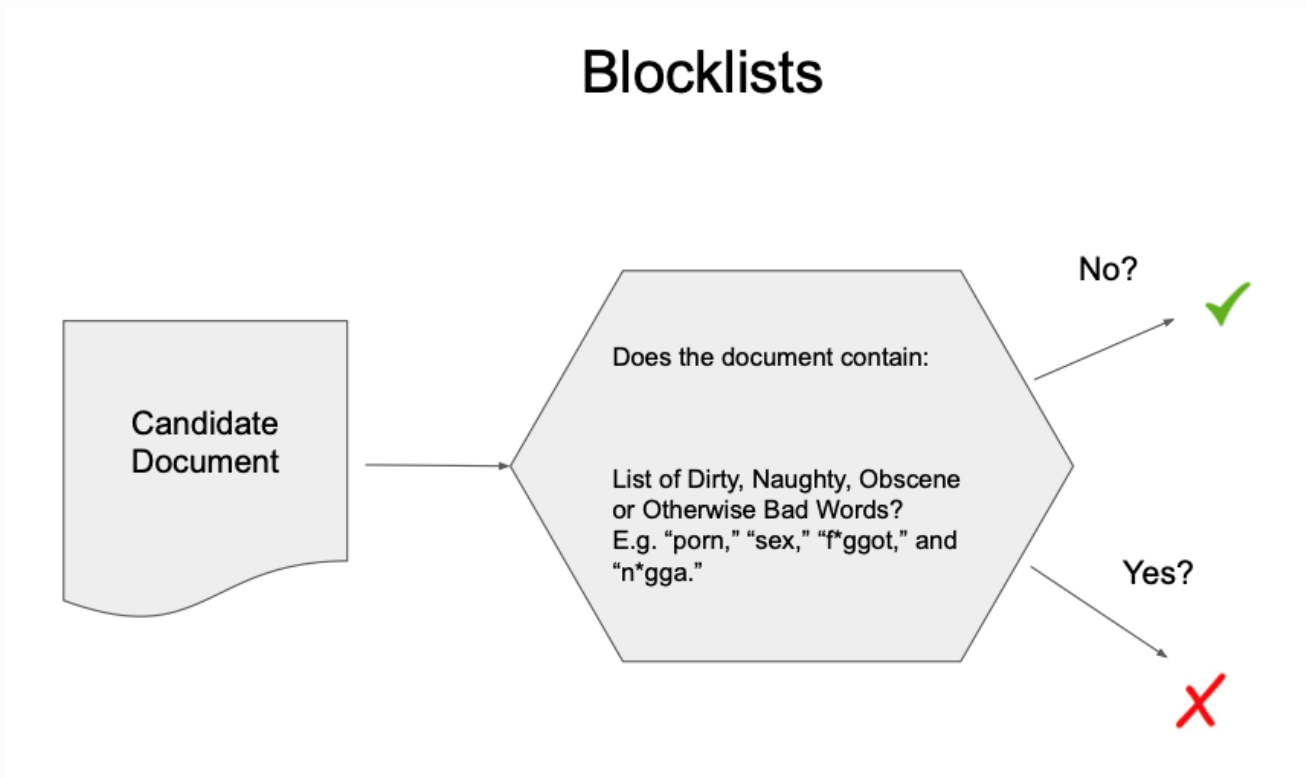 Blocklists
No?
Does the document contain:
Candidate
Document
List of Dirty, Naughty, Obscene
or Otherwise Bad Words?
E.g. “porn,” “sex,” “f*ggot,” and
“n*gga.”
Yes?